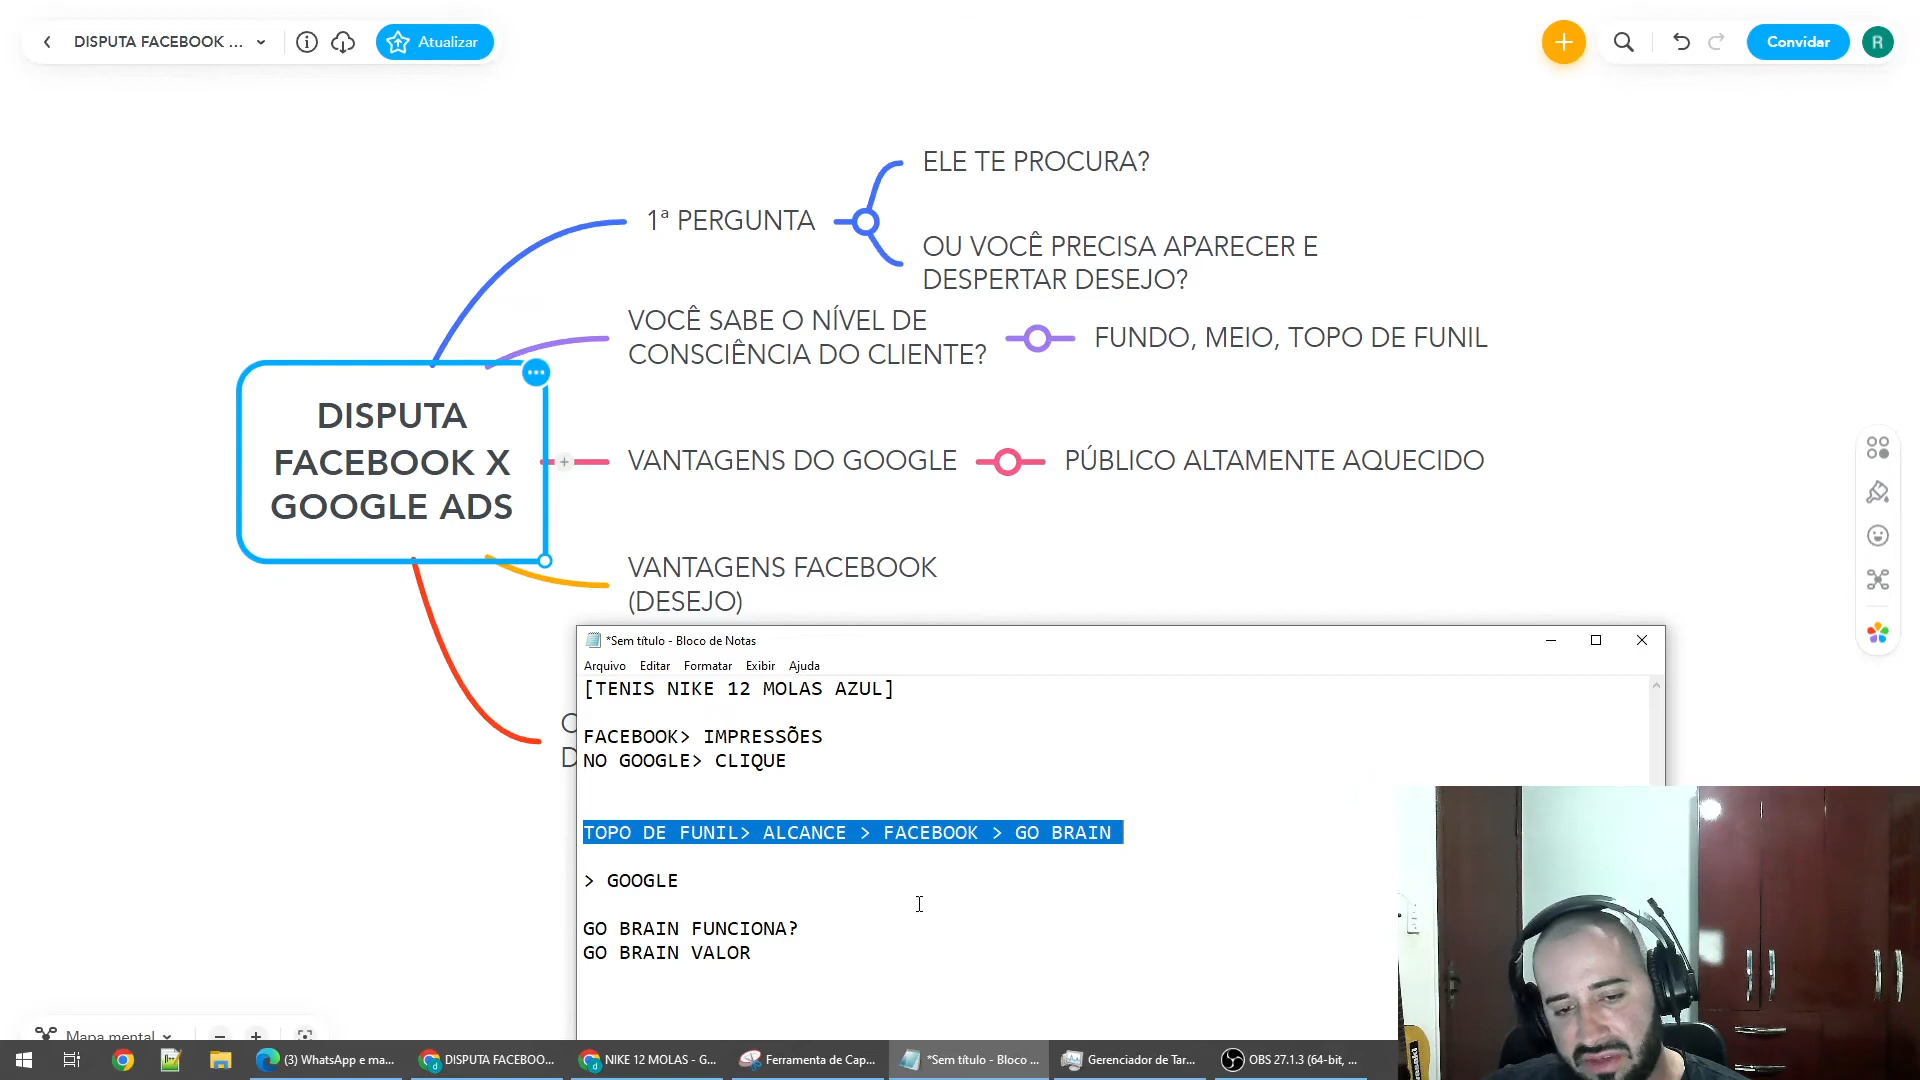 DISPUTA FACEBOOK ...
Atualizar
Convidar
R
ELE TE PROCURA?
1ª PERGUNTA
OU VOCÊ PRECISA APARECER E
DESPERTAR DESEJO?
VOCÊ SABE O NÍVEL DE
CONSCIÊNCIA DO CLIENTE?
FUNDO, MEIO, TOPO DE FUNIL
DISPUTA
FACEBOOK X
GOOGLE ADS
VANTAGENS DO GOOGLE
PÚBLICO ALTAMENTE AQUECIDO
VANTAGENS FACEBOOK
(DESEJO)
*Sem título - Bloco de Notas
Arquivo Editar Formatar Exibir Ajuda
[TENIS NIKE 12 MOLAS AZUL]
FACEBOOK> IMPRESSÕES
NO GOOGLE> CLIQUE
TOPO DE FUNIL> ALCANCE > FACEBOOK > GO BRAIN
> GOOGLE
GO BRAIN FUNCIONA?
GO BRAIN VALOR
Mapa mental
(3) WhatsApp e ma...
DISPUTA FACEBOO...
NIKE 12 MOLAS - G...
Ferramenta de Cap...
*Sem título - Bloco ...
Gerenciador de Tar...
OBS 27.1.3 (64-bit, ...